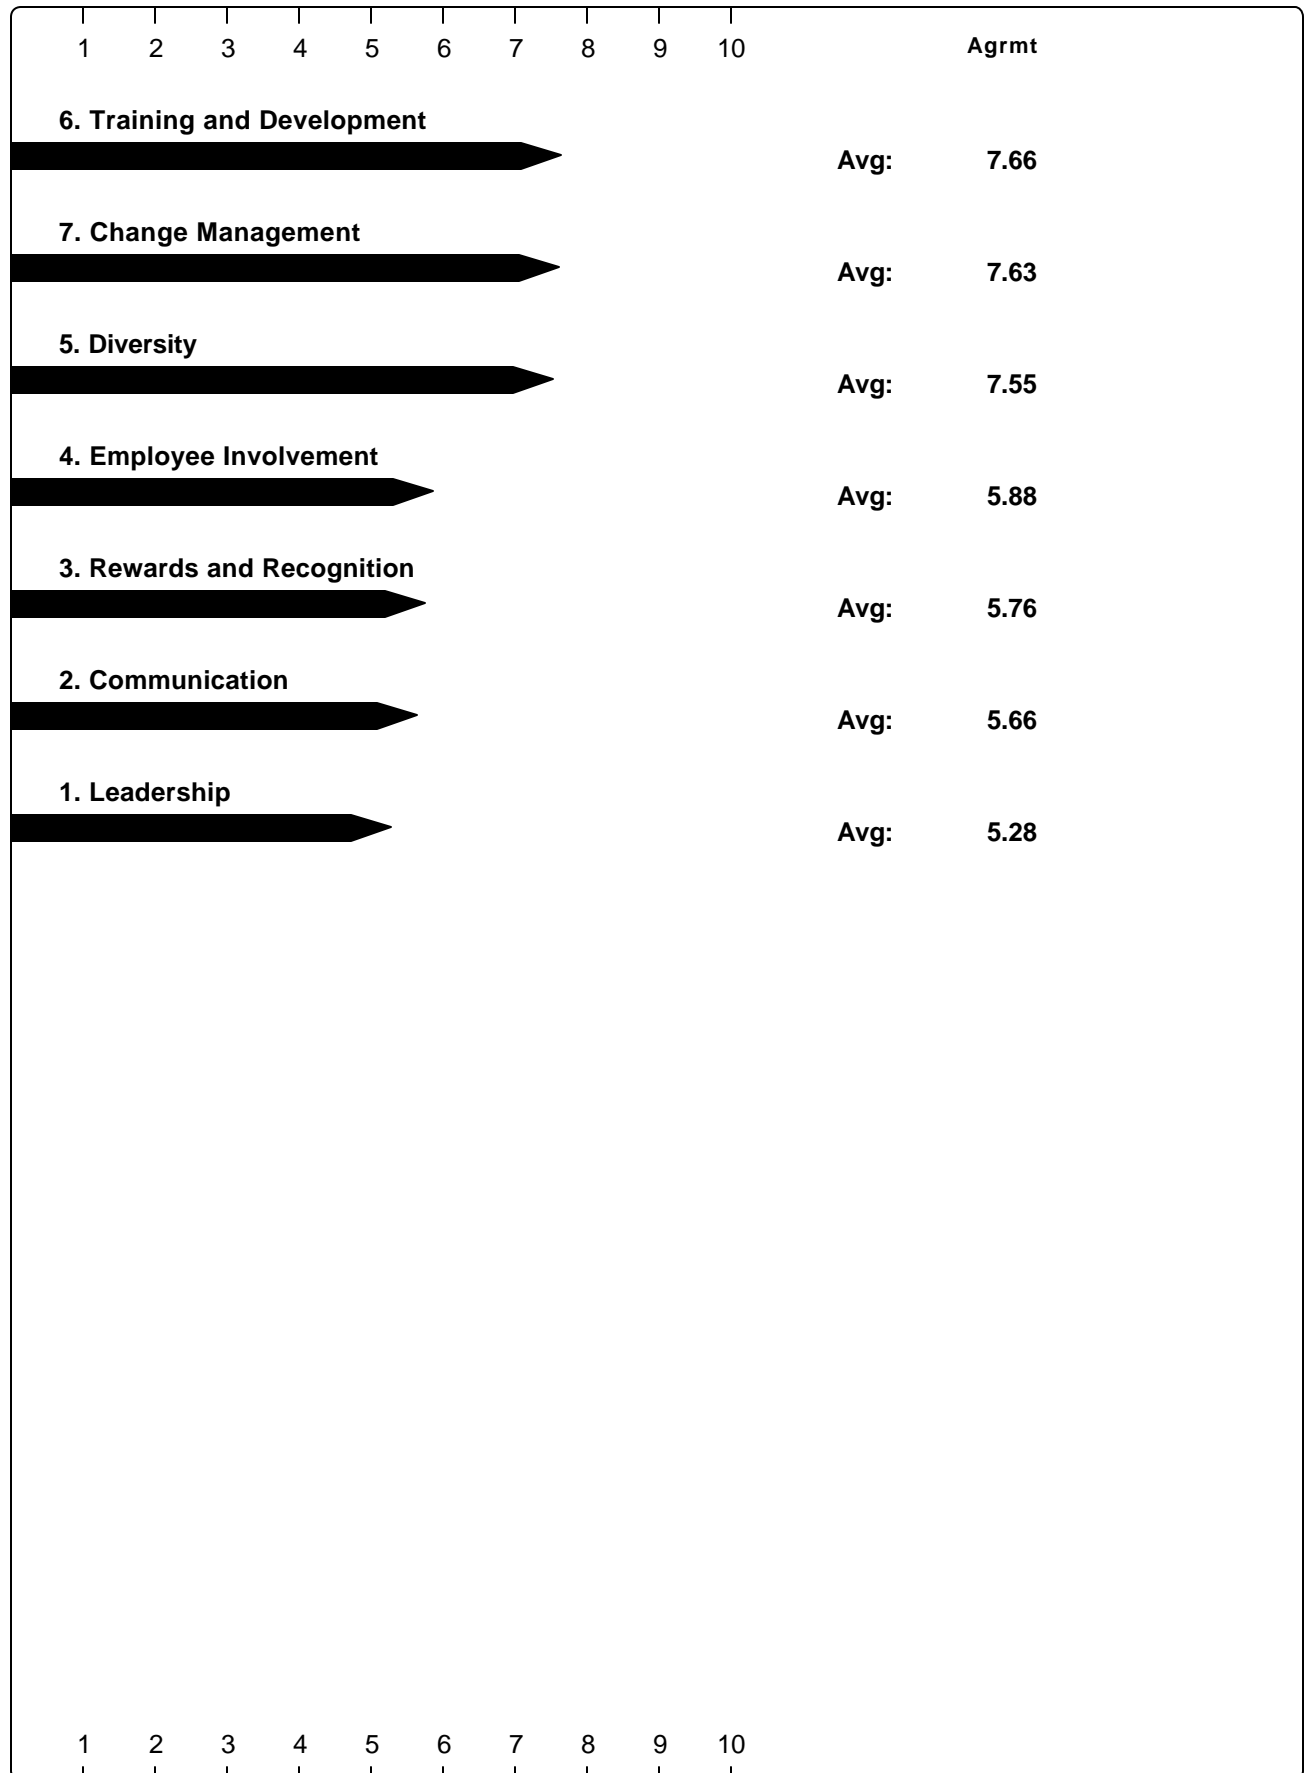 1 2 3 4 5 6 7 8 9 10 Agrmt
6. Training and Development
Avg: 7.66
7. Change Management
Avg: 7.63
5. Diversity
Avg: 7.55
4. Employee Involvement
Avg: 5.88
3. Rewards and Recognition
Avg: 5.76
2. Communication
Avg: 5.66
1. Leadership
Avg: 5.28
1 2 3 4 5 6 7 8 9 10